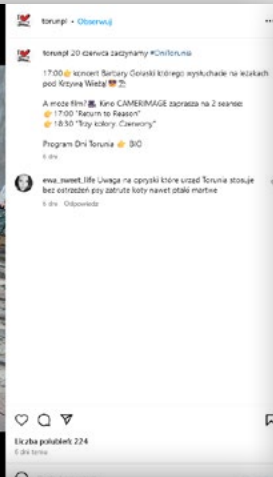 torunpl • Obserwuj
torunpl 20 czerwca zaczynamy #DniTorunia
17:00👉koncert Barbary Goraski którego wysłuchacie na leżakach
pod Krzywą Wieżą!
A może film? Kino CAMERIMAGE zaprasza na 2 seanse:
👉17:00 "Return to Reason"
👉18:30 "Trzy kolory. Czerwony"
Program Dni Torunia 👉 BIO
6 dni
ewa_sweet_life Uwaga na opryski które urząd Torunia stosuje
bez ostrzeżeń psy zatrute koty nawet ptaki martwe
6 dni Odpowiedz
Liczba polubień: 224
6 dni temu